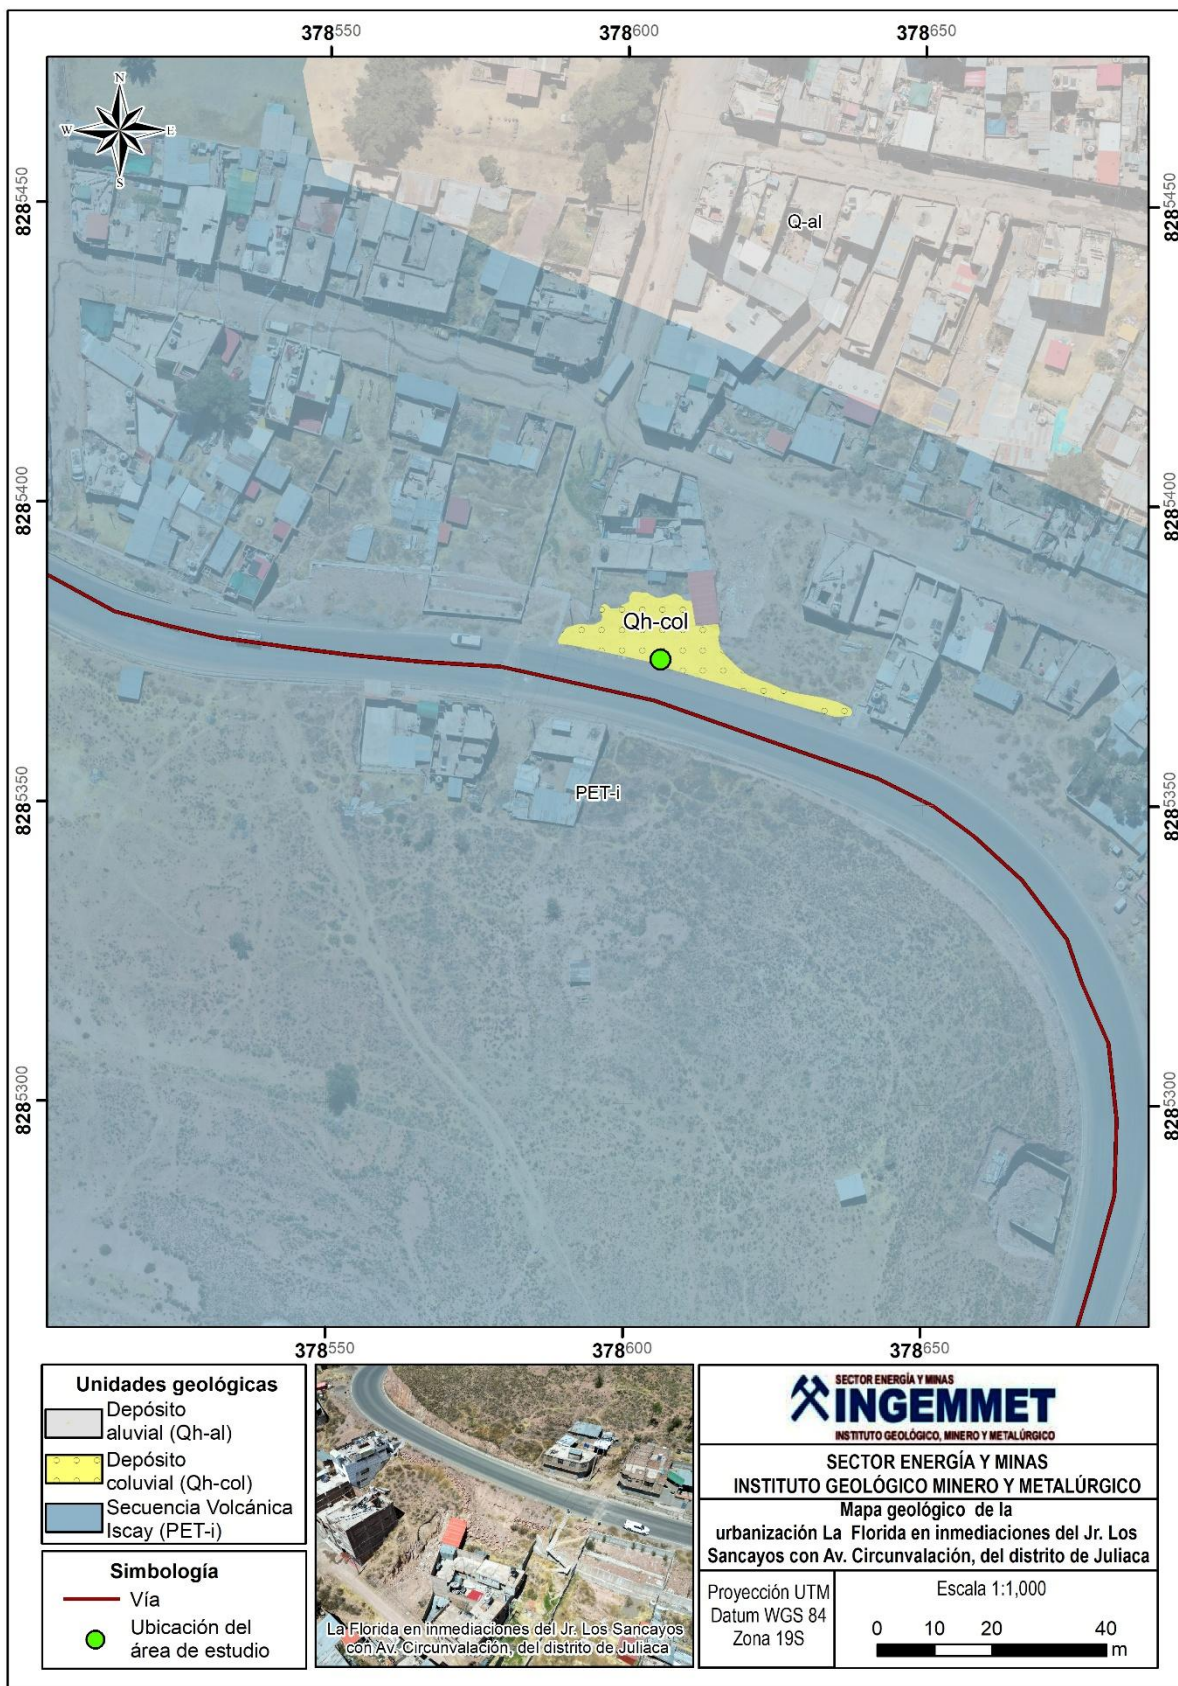 378550
378600
378650
N
W
E
S
8285450
8285450
Q-al
8285400
8285400
Qh-col
8285350
8285350
PET-i
8285300
8285300
378550
378600
378650
Unidades geológicas
Depósito
aluvial (Qh-al)
Depósito
coluvial (Qh-col)
Secuencia Volcánica
Iscay (PET-i)
Simbología
Vía
Ubicación del
área de estudio
La Florida en inmediaciones del Jr. Los Sancayos
con Av. Circunvalación, del distrito de Juliaca
SECTOR ENERGÍA Y MINAS
INGEMMET
INSTITUTO GEOLÓGICO, MINERO Y METALÚRGICO
SECTOR ENERGÍA Y MINAS
INSTITUTO GEOLÓGICO MINERO Y METALÚRGICO
Mapa geológico de la
urbanización La Florida en inmediaciones del Jr. Los
Sancayos con Av. Circunvalación, del distrito de Juliaca
Proyección UTM
Datum WGS 84
Zona 19S
Escala 1:1,000
0 10 20 40
m